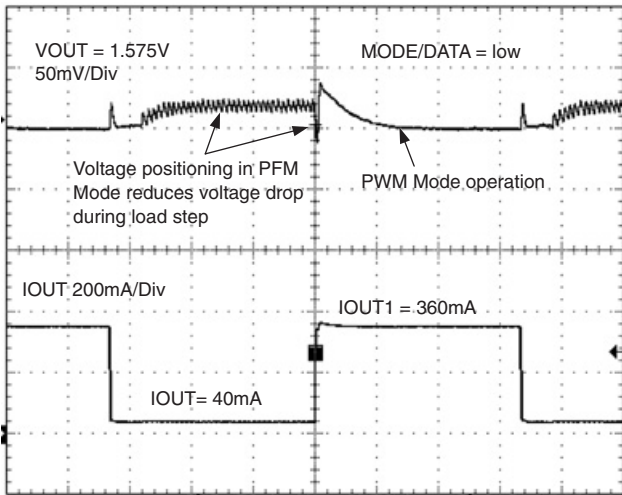 VOUT = 1.575V
50mV/Div
MODE/DATA = low
Voltage positioning in PFM
Mode reduces voltage drop
during load step
PWM Mode operation
IOUT 200mA/Div
IOUT1 = 360mA
IOUT= 40mA